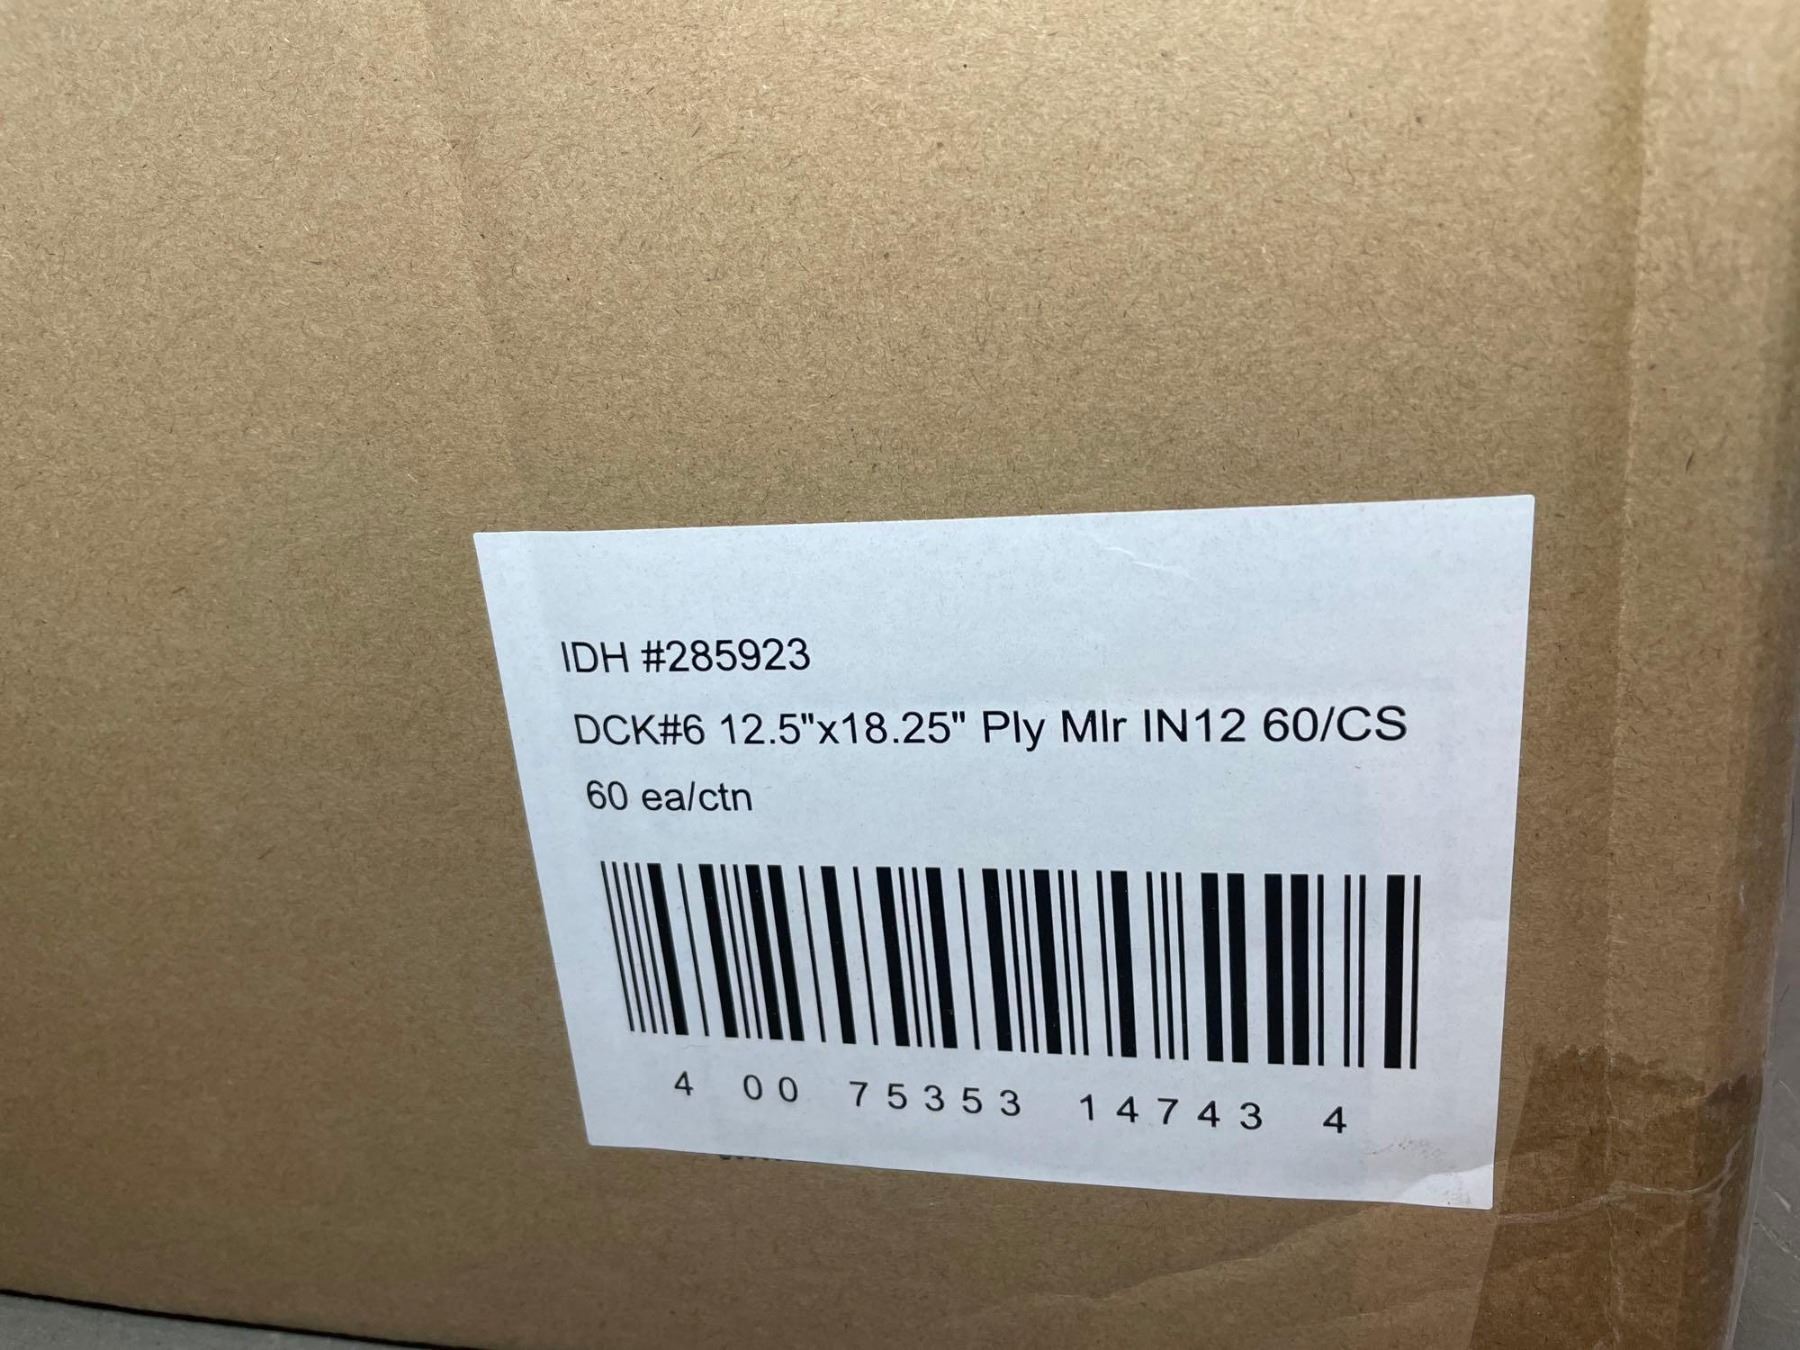 IDH #285923
DCK#6 12.5"x18.25" Ply Mlr IN12 60/CS
60 ea/ctn
4 00 75353 14743 4